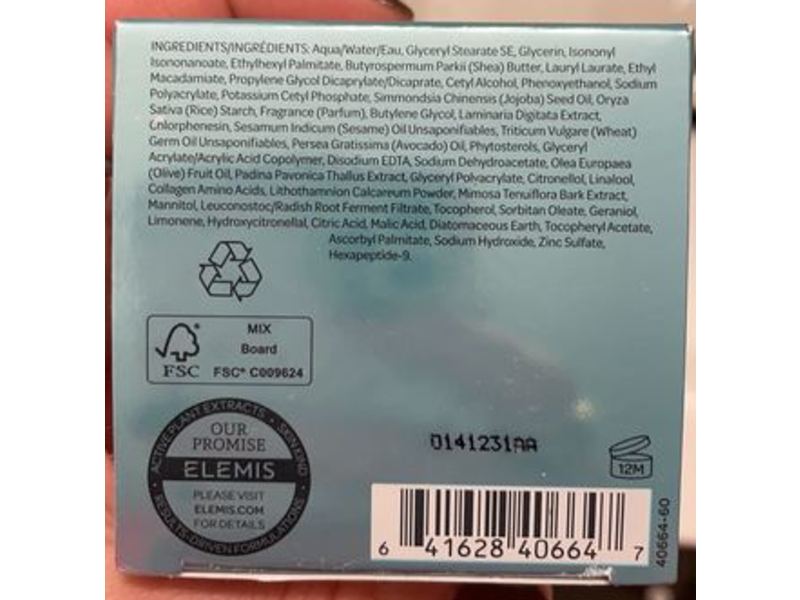 INGREDIENTS/INGRÉDIENTS: Aqua/Water/Eau, Glyceryl Stearate SE, Glycerin, Isononyl
Isononanoate, Ethylhexyl Palmitate, Butyrospermum Parkii (Shea) Butter, Lauryl Laurate, Ethyl
Macadamiate, Propylene Glycol Dicaprylate/Dicaprate, Cetyl Alcohol, Phenoxyethanol, Sodium
Polyacrylate, Potassium Cetyl Phosphate, Simmondsia Chinensis (Jojoba) Seed Oil, Oryza
Sativa (Rice) Starch, Fragrance (Parfum), Butylene Glycol, Laminaria Digitata Extract,
Chlorphenesin, Sesamum Indicum (Sesame) Oil Unsaponifiables, Triticum Vulgare (Wheat)
Germ Oil Unsaponifiables, Persea Gratissima (Avocado) Oil, Phytosterols, Glyceryl
Acrylate/Acrylic Acid Copolymer, Disodium EDTA, Sodium Dehydroacetate, Olea Europaea
(Olive) Fruit Oil, Padina Pavonica Thallus Extract, Glyceryl Polyacrylate, Citronellol, Linalool,
Collagen Amino Acids, Lithothamnion Calcareum Powder, Mimosa Tenuiflora Bark Extract,
Mannitol, Leuconostoc/Radish Root Ferment Filtrate, Tocopherol, Sorbitan Oleate, Geraniol,
Limonene, Hydroxycitronellal, Citric Acid, Malic Acid, Diatomaceous Earth, Tocopheryl Acetate,
Ascorbyl Palmitate, Sodium Hydroxide, Zinc Sulfate,
Hexapeptide-9.
MIX
Board
FSC® C009624
FSC
ACTIVE PLANT EXTRACTS • SKIN KIND • RESULTS-DRIVEN FORMULATIONS •
OUR
PROMISE
ELEMIS
PLEASE VISIT
ELEMIS.COM
FOR DETAILS
0141231AA
12M
6 41628 40664 7
40664-60